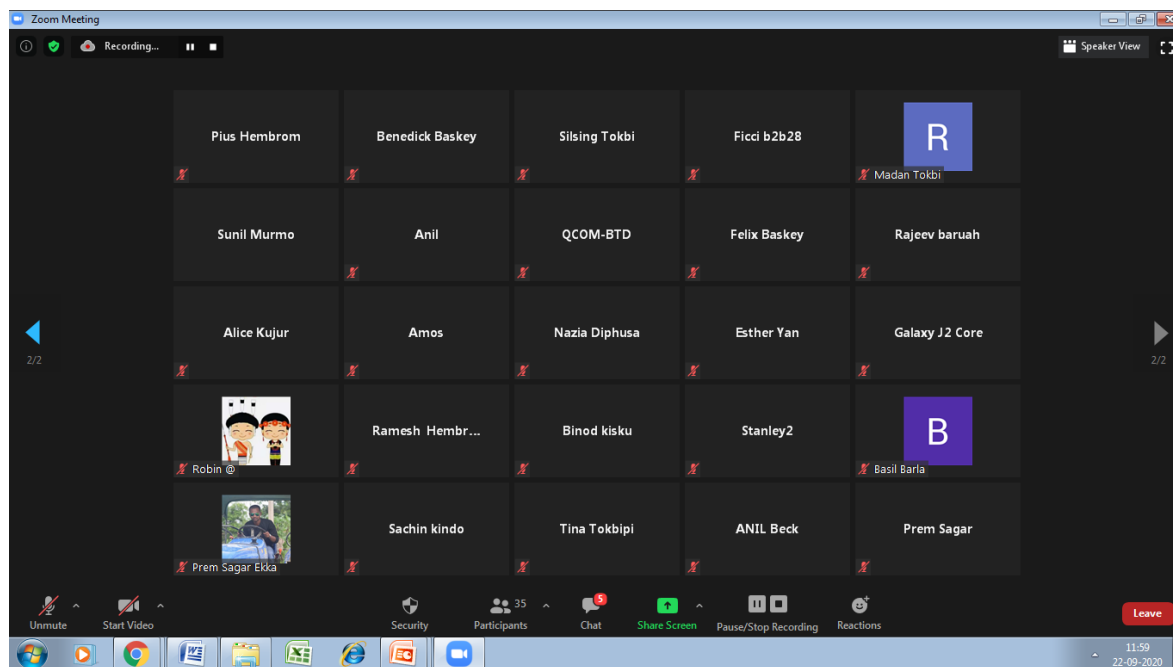 Zoom Meeting
Recording...
Speaker View
Pius Hembrom
Benedick Baskey
Silsing Tokbi
Ficci b2b28
R
Madan Tokbi
Sunil Murmo
Anil
QCOM-BTD
Felix Baskey
Rajeev baruah
Alice Kujur
Amos
Nazia Diphusa
Esther Yan
Galaxy J2 Core
2/2
2/2
Robin @
Ramesh Hembr...
Binod kisku
Stanley2
B
Basil Barla
Prem Sagar Ekka
Sachin kindo
Tina Tokbipi
ANIL Beck
Prem Sagar
Unmute
Start Video
Security
35
Participants
5
Chat
Share Screen
Pause/Stop Recording
Reactions
Leave
11:59
22-09-2020